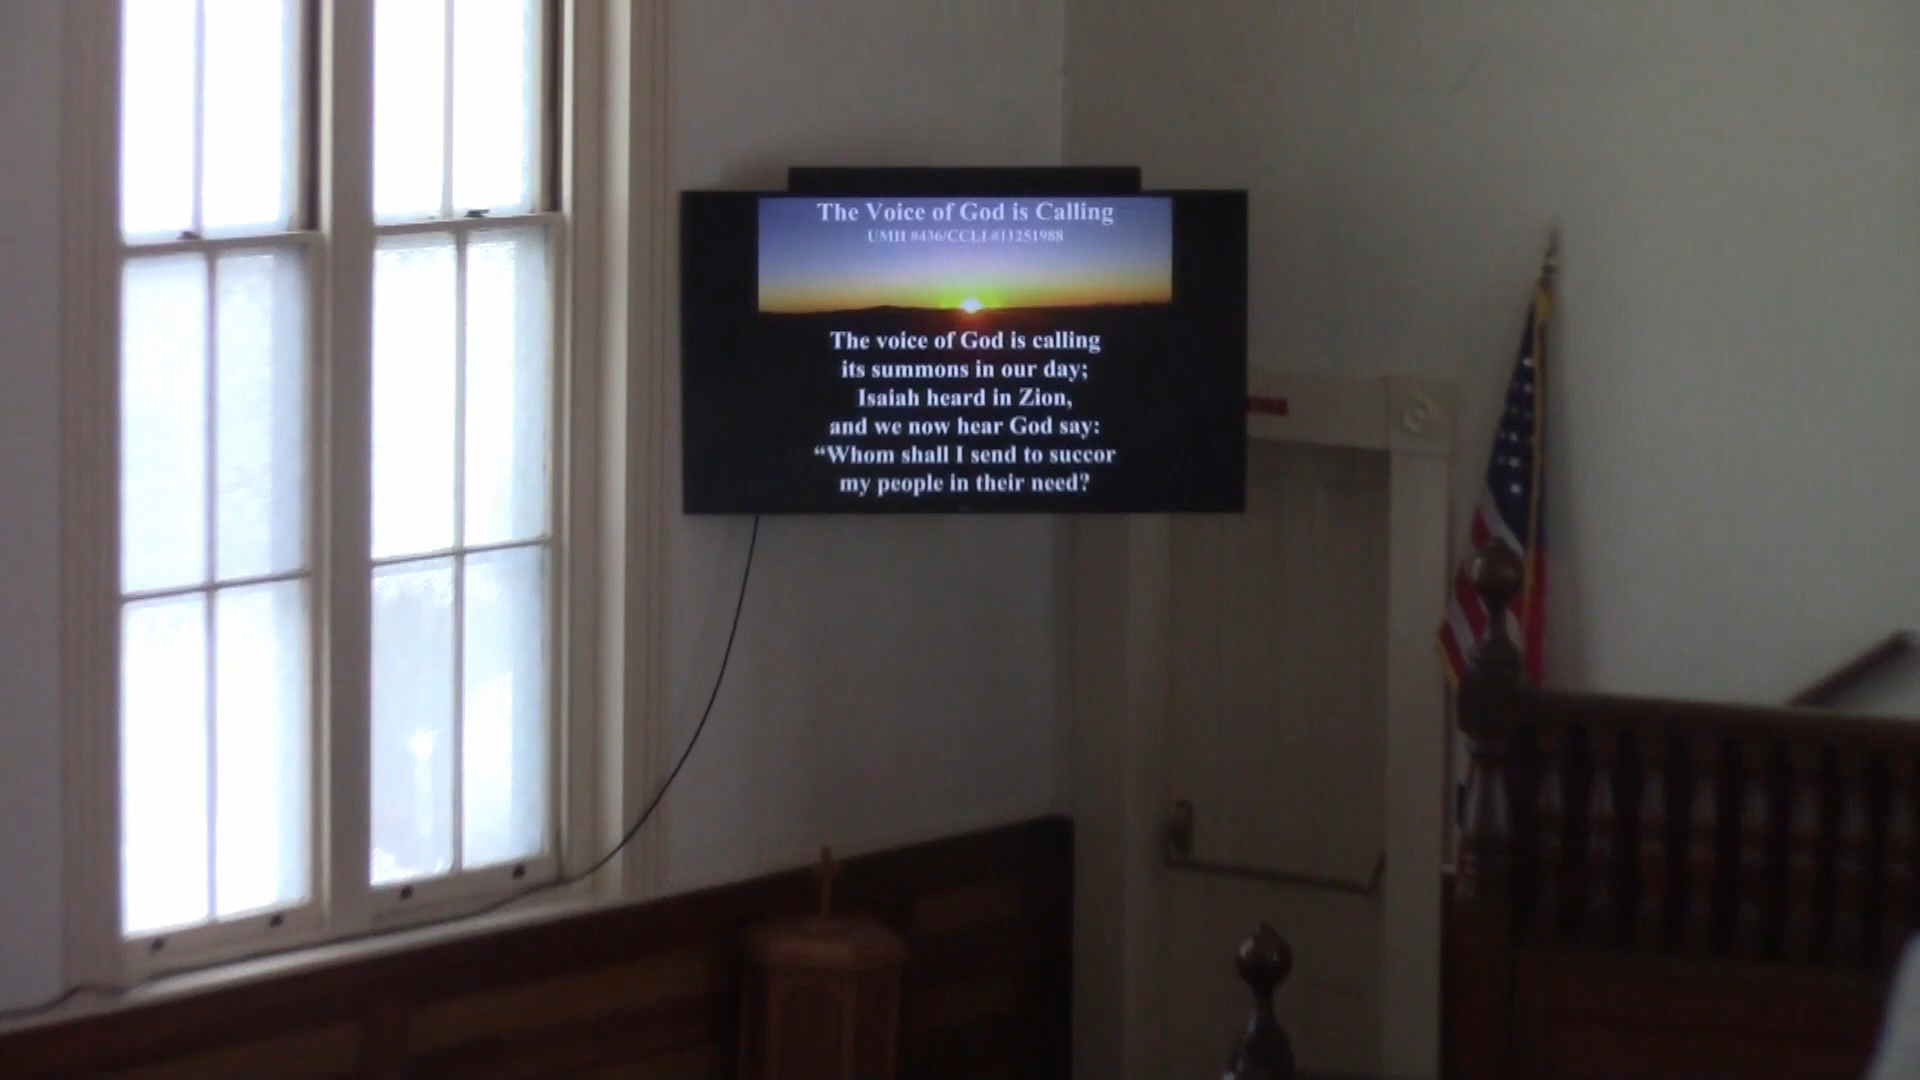 The Voice of God is Calling
UMH #436/CCLI #11251988
The voice of God is calling
its summons in our day;
Isaiah heard in Zion,
and we now hear God say:
“Whom shall I send to succor
my people in their need?